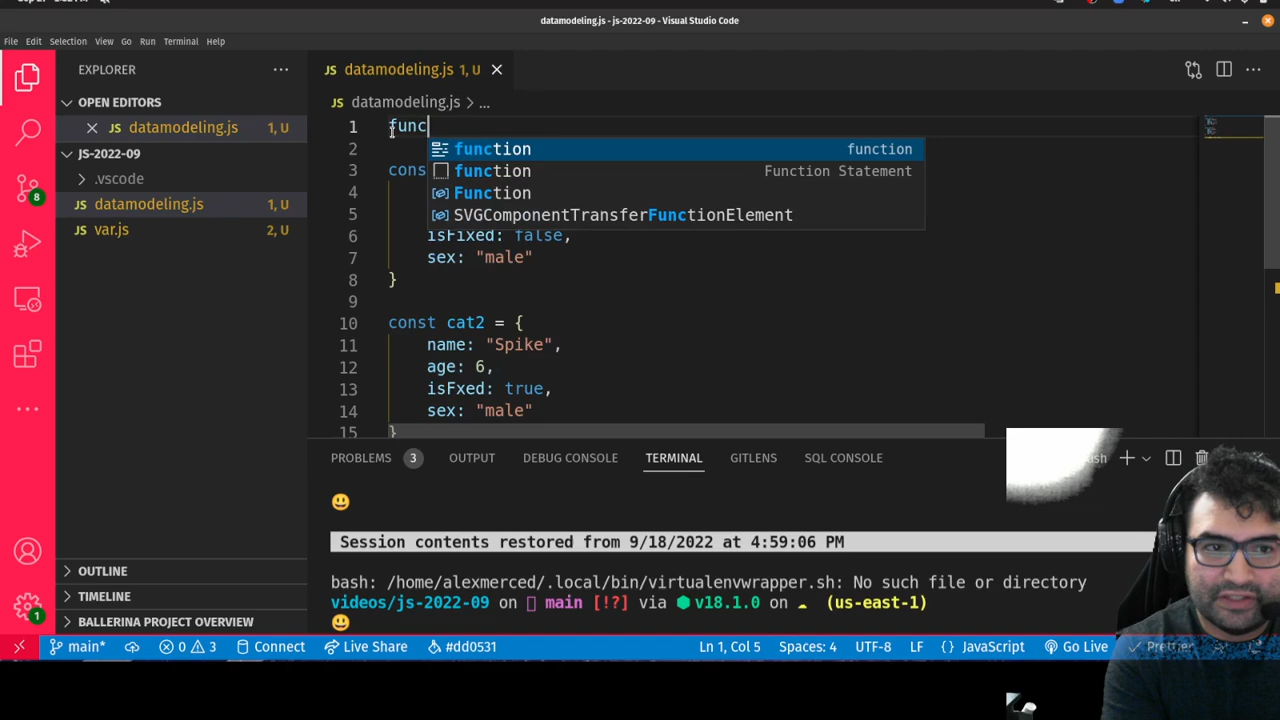 datamodeling.js - js-2022-09 - Visual Studio Code
File Edit Selection View Go Run Terminal Help
EXPLORER
JS datamodeling.js 1, U
JS datamodeling.js > ...
OPEN EDITORS
JS datamodeling.js 1, U
JS-2022-09
.vscode
JS datamodeling.js 1, U
JS var.js 2, U
1 func
function function
function Function Statement
Function
SVGComponentTransferFunctionElement
2
3 cons
4
5
6 isFixed: false,
7 sex: "male"
8 }
9
10 const cat2 = {
11 name: "Spike",
12 age: 6,
13 isFxed: true,
14 sex: "male"
15 }
8
PROBLEMS 3 OUTPUT DEBUG CONSOLE TERMINAL GITLENS SQL CONSOLE
Session contents restored from 9/18/2022 at 4:59:06 PM
bash: /home/alexmerced/.local/bin/virtualenvwrapper.sh: No such file or directory
videos/js-2022-09 on main [!?] via v18.1.0 on (us-east-1)
OUTLINE
TIMELINE
BALLERINA PROJECT OVERVIEW
1
main* 0 3 Connect Live Share #dd0531 Ln 1, Col 5 Spaces: 4 UTF-8 LF {} JavaScript Go Live Prettier